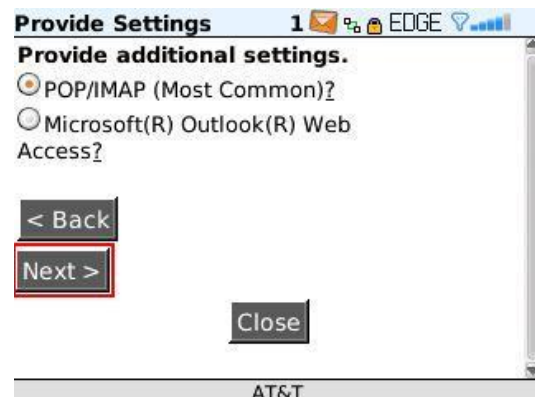 Provide Settings 1 EDGE
Provide additional settings.
POP/IMAP (Most Common)?
Microsoft(R) Outlook(R) Web
Access?
< Back
Next >
Close
AT&T